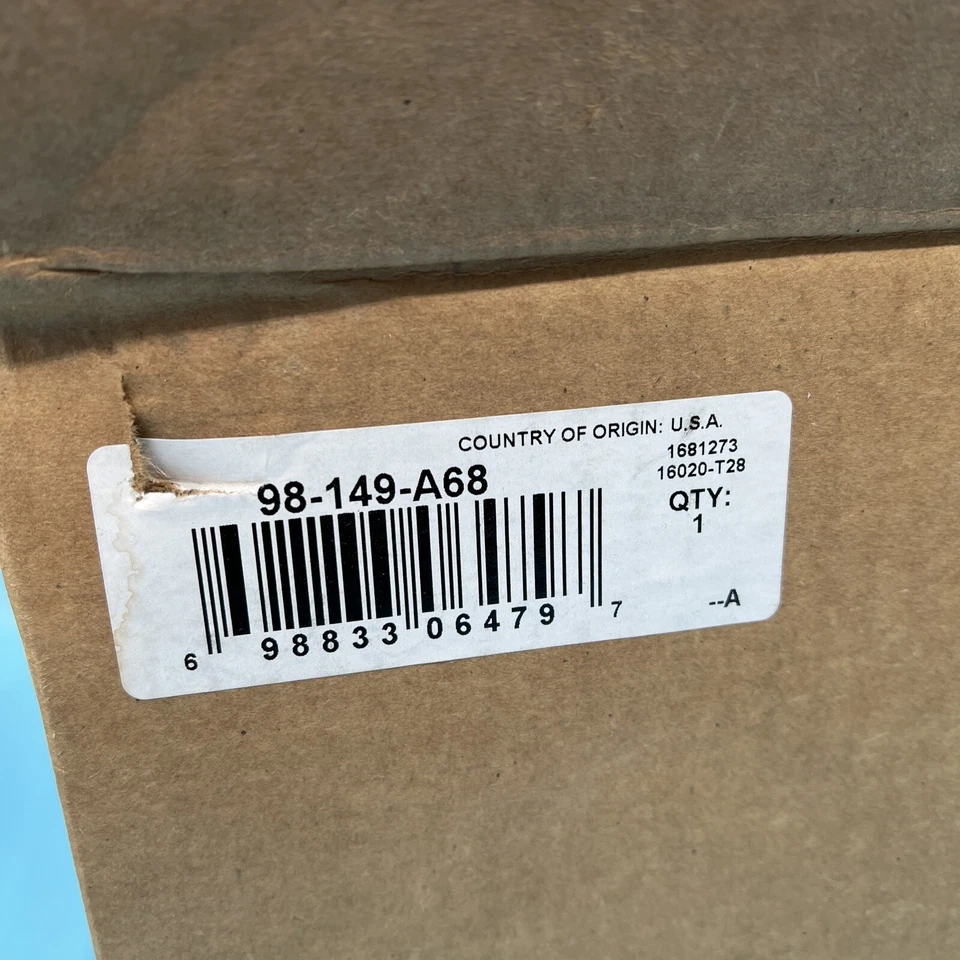 COUNTRY OF ORIGIN: U.S.A.
1681273
16020-T28
98-149-A68
QTY:
1
6 98833 06479 7
--A